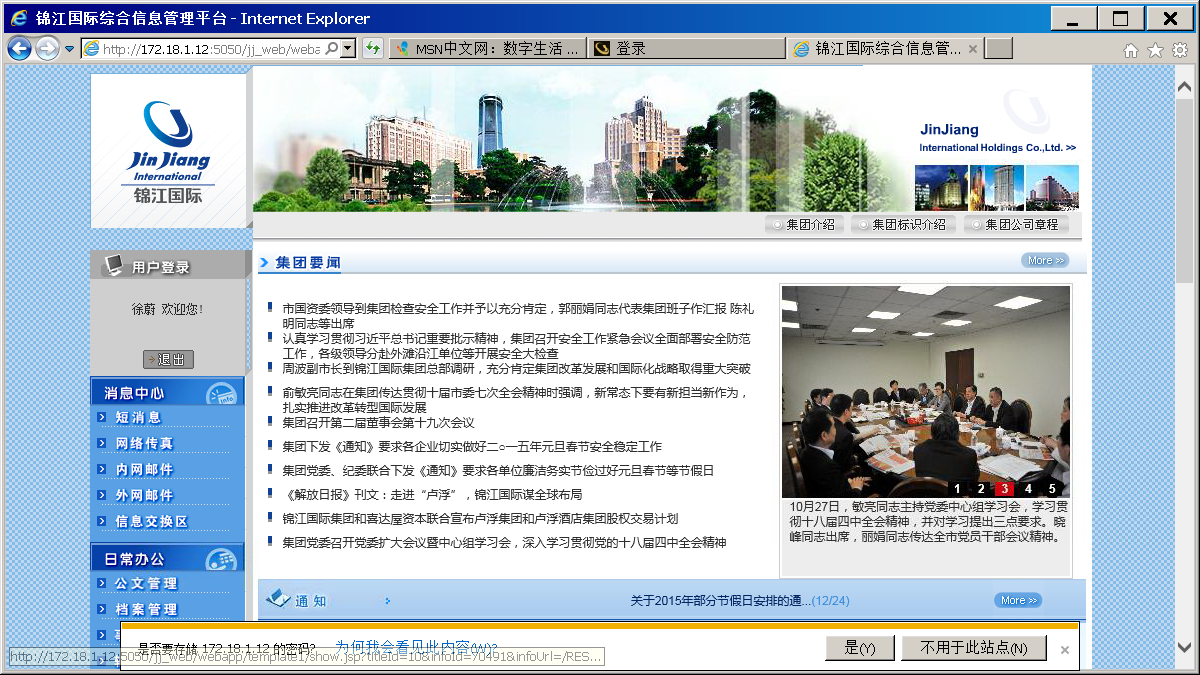 锦江国际综合信息管理平台 - Internet Explorer
http://172.18.1.12:5050/jj_web/weba
MSN中文网：数字生活 ...
登录
锦江国际综合信息管...
JinJiang
International
锦江国际
JinJiang
International Holdings Co.,Ltd. >>
集团介绍
集团标识介绍
集团公司章程
用户登录
徐蔚 欢迎您!
退出
消息中心
短消息
网络传真
内网邮件
外网邮件
信息交换区
日常办公
公文管理
档案管理
集团要闻
More >>
市国资委领导到集团检查安全工作并予以充分肯定，郭丽娟同志代表集团班子作汇报 陈礼
明同志等出席
认真学习贯彻习近平总书记重要批示精神，集团召开安全工作紧急会议全面部署安全防范
工作，各级领导分赴外滩沿江单位等开展安全大检查
周波副市长到锦江国际集团总部调研，充分肯定集团改革发展和国际化战略取得重大突破
俞敏亮同志在集团传达贯彻十届市委七次全会精神时强调，新常态下要有新担当新作为，
扎实推进改革转型国际发展
集团召开第二届董事会第十九次会议
集团下发《通知》要求各企业切实做好二○一五年元旦春节安全稳定工作
集团党委、纪委联合下发《通知》要求各单位廉洁务实节俭过好元旦春节等节假日
《解放日报》刊文：走进“卢浮”，锦江国际谋全球布局
锦江国际集团和喜达屋资本联合宣布卢浮集团和卢浮酒店集团股权交易计划
集团党委召开党委扩大会议暨中心组学习会，深入学习贯彻党的十八届四中全会精神
1 2 3 4 5
10月27日，敏亮同志主持党委中心组学习会，学习贯
彻十八届四中全会精神，并对学习提出三点要求。晓
峰同志出席，丽娟同志传达全市党员干部会议精神。
通 知
关于2015年部分节假日安排的通...(12/24)
More >>
是否要存储 172.18.1.12 的密码?
为何我会看见此内容(W)?
是(Y)
不用于此站点(N)
http://172.18.1.12:5050/jj_web/webapp/template1/show.jsp?titleId=10&infoId=70491&infoUrl=/RES...